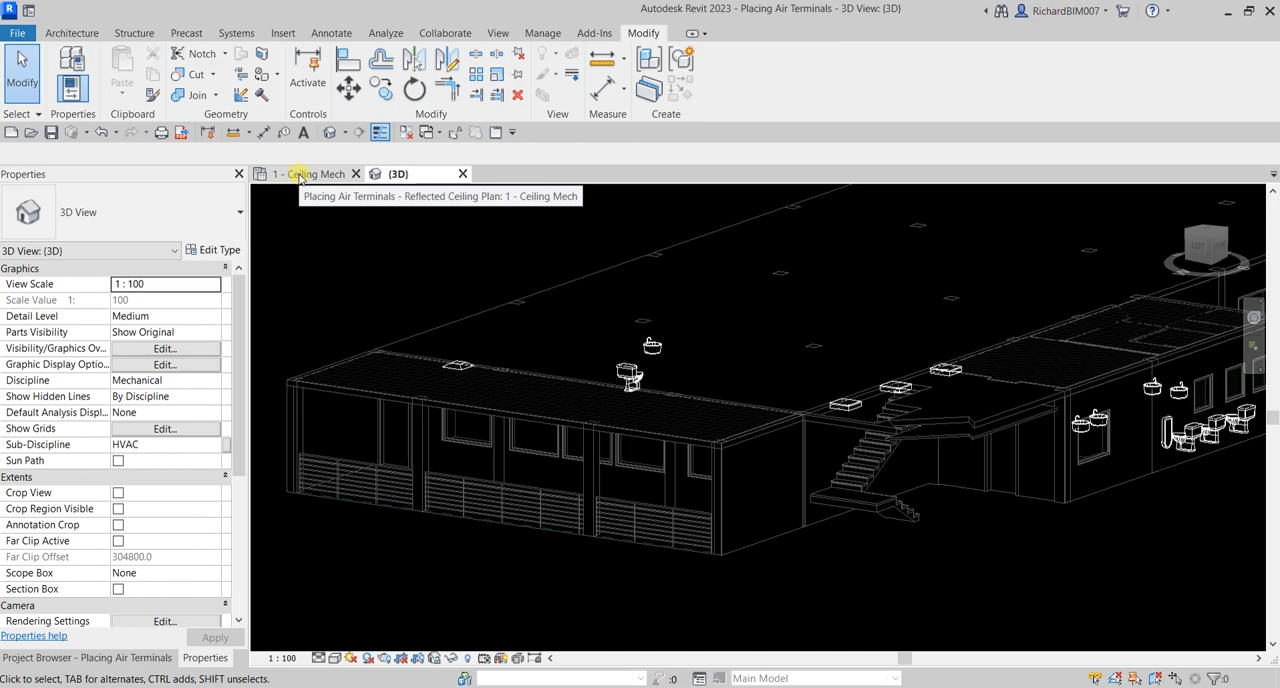 Autodesk Revit 2023 - Placing Air Terminals - 3D View: {3D}
RichardBIM007
File Architecture Structure Precast Systems Insert Annotate Analyze Collaborate View Manage Add-Ins Modify
Modify
Paste
Notch
Cut
Join
Activate
Select Properties Clipboard Geometry Controls Modify View Measure Create
Properties
1 - Ceiling Mech
{3D}
Placing Air Terminals - Reflected Ceiling Plan: 1 - Ceiling Mech
3D View
3D View: {3D} Edit Type
Graphics
View Scale 1 : 100
Scale Value 1: 100
Detail Level Medium
Parts Visibility Show Original
Visibility/Graphics Ov... Edit...
Graphic Display Optio... Edit...
Discipline Mechanical
Show Hidden Lines By Discipline
Default Analysis Displ... None
Show Grids Edit...
Sub-Discipline HVAC
Sun Path
Extents
Crop View
Crop Region Visible
Annotation Crop
Far Clip Active
Far Clip Offset 304800.0
Scope Box None
Section Box
Camera
Rendering Settings Edit...
Properties help Apply
Project Browser - Placing Air Terminals Properties
1 : 100
Click to select, TAB for alternates, CTRL adds, SHIFT unselects.
:0
Main Model
:0